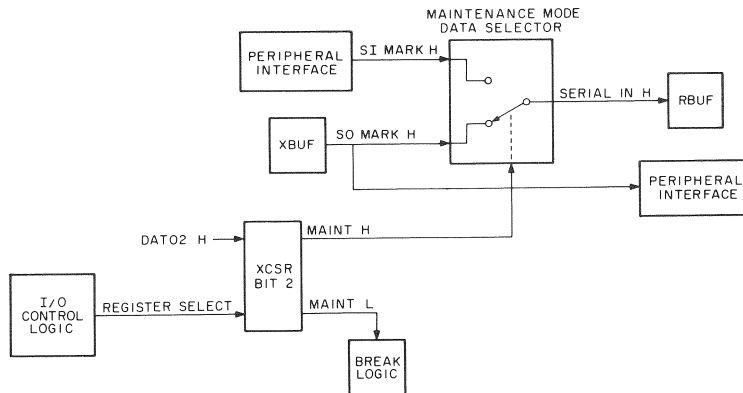 MAINTENANCE MODE
DATA SELECTOR
PERIPHERAL
INTERFACE
SI MARK H
SERIAL IN H
RBUF
XBUF
SO MARK H
PERIPHERAL
INTERFACE
DATO2 H
XCSR
BIT 2
MAINT H
I/O
CONTROL
LOGIC
REGISTER SELECT
MAINT L
BREAK
LOGIC